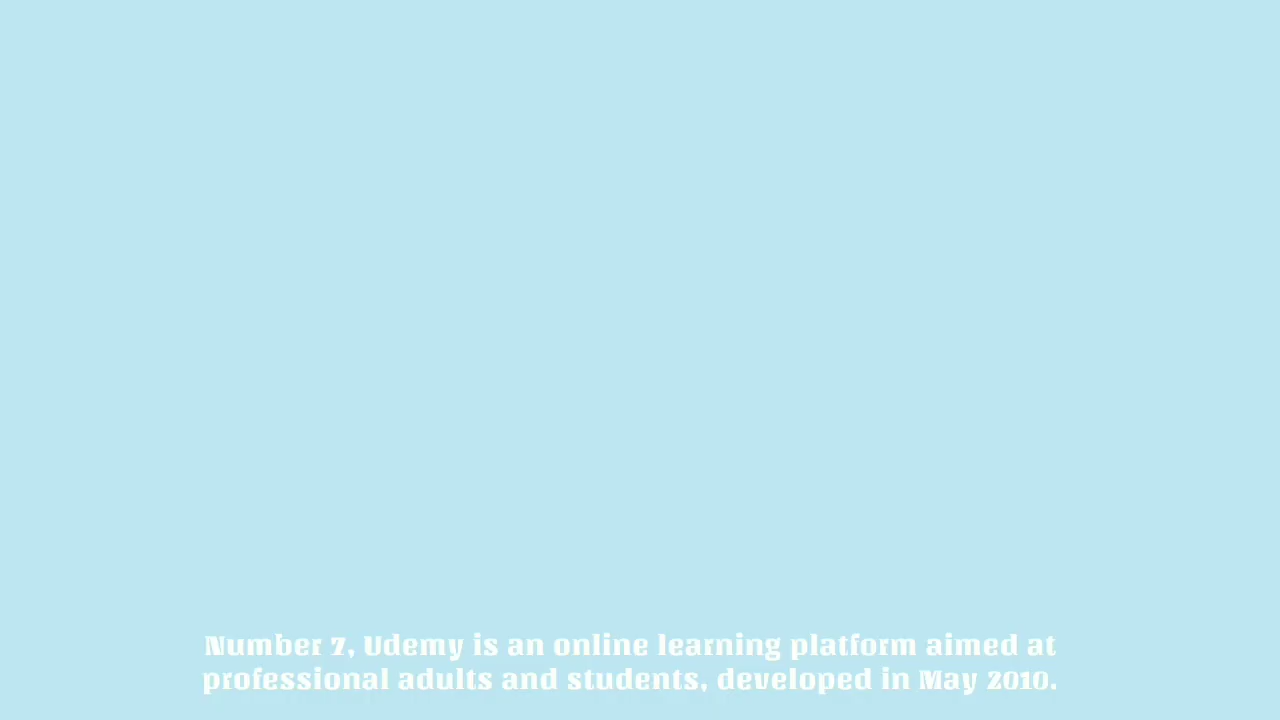 Number 7, Udemy is an online learning platform aimed at
professional adults and students, developed in May 2010.